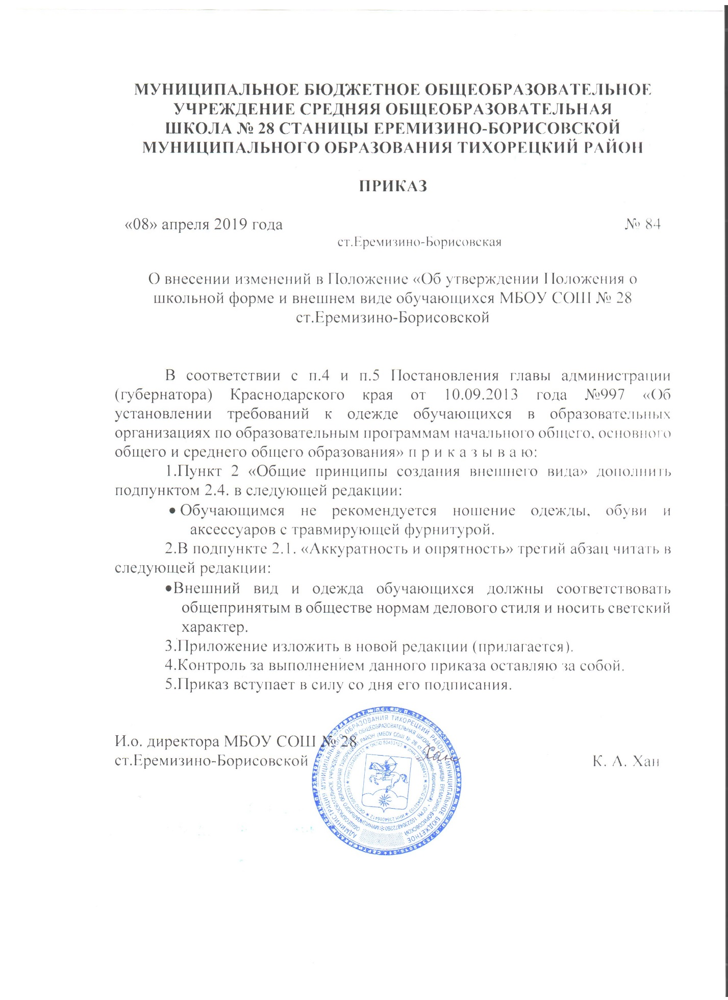 МУНИЦИПАЛЬНОЕ БЮДЖЕТНОЕ ОБЩЕОБРАЗОВАТЕЛЬНОЕ
УЧРЕЖДЕНИЕ СРЕДНЯЯ ОБЩЕОБРАЗОВАТЕЛЬНАЯ
ШКОЛА № 28 СТАНИЦЫ ЕРЕМИЗИНО-БОРИСОВСКОЙ
МУНИЦИПАЛЬНОГО ОБРАЗОВАНИЯ ТИХОРЕЦКИЙ РАЙОН
ПРИКАЗ
«08» апреля 2019 года № 84
ст.Еремизино-Борисовская
О внесении изменений в Положение «Об утверждении Положения о
школьной форме и внешнем виде обучающихся МБОУ СОШ № 28
ст.Еремизино-Борисовской
В соответствии с п.4 и п.5 Постановления главы администрации
(губернатора) Краснодарского края от 10.09.2013 года №997 «Об
установлении требований к одежде обучающихся в образовательных
организациях по образовательным программам начального общего, основного
общего и среднего общего образования» п р и к а з ы в а ю:
1.Пункт 2 «Общие принципы создания внешнего вида» дополнить
подпунктом 2.4. в следующей редакции:
• Обучающимся не рекомендуется ношение одежды, обуви и
аксессуаров с травмирующей фурнитурой.
2.В подпункте 2.1. «Аккуратность и опрятность» третий абзац читать в
следующей редакции:
•Внешний вид и одежда обучающихся должны соответствовать
общепринятым в обществе нормам делового стиля и носить светский
характер.
3.Приложение изложить в новой редакции (прилагается).
4.Контроль за выполнением данного приказа оставляю за собой.
5.Приказ вступает в силу со дня его подписания.
И.о. директора МБОУ СОШ № 28
ст.Еремизино-Борисовской К. А. Хан
Хан